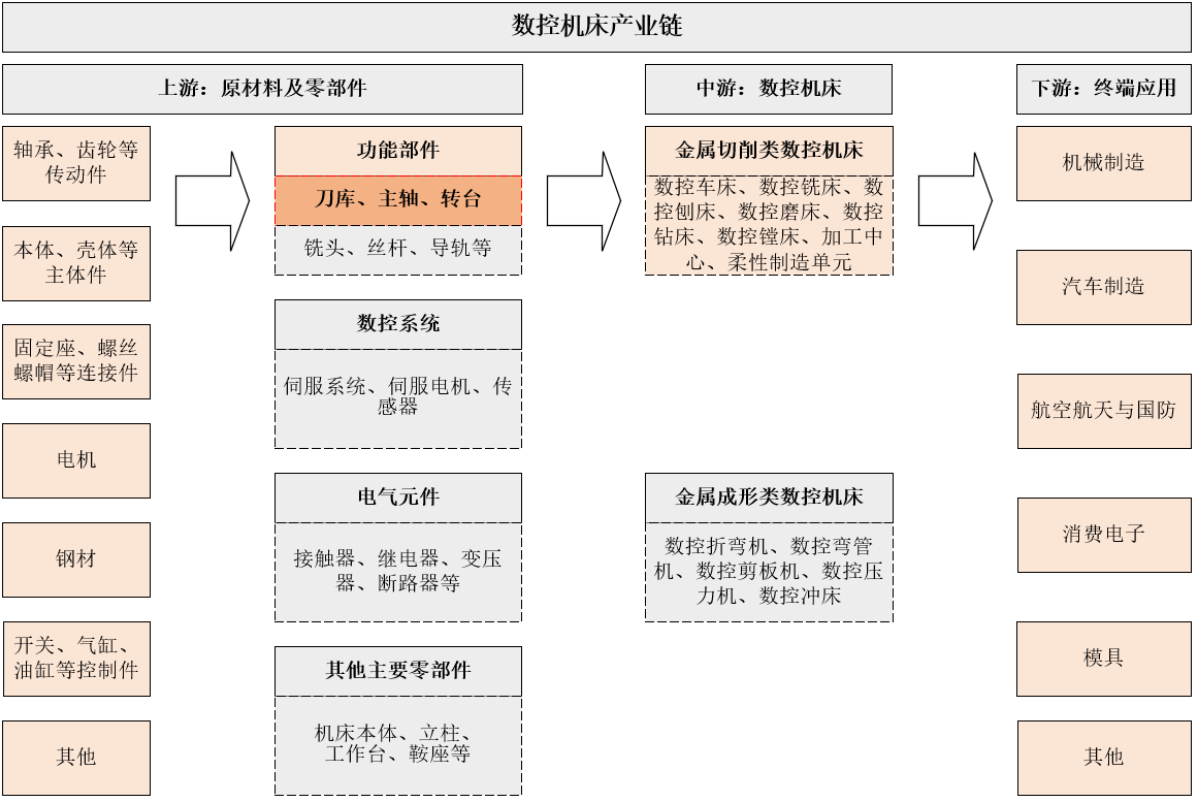 数控机床产业链
上游：原材料及零部件
中游：数控机床
下游：终端应用
轴承、齿轮等
传动件
本体、壳体等
主体件
固定座、螺丝
螺帽等连接件
电机
钢材
开关、气缸、
油缸等控制件
其他
功能部件
刀库、主轴、转台
铣头、丝杆、导轨等
数控系统
伺服系统、伺服电机、传
感器
电气元件
接触器、继电器、变压
器、断路器等
其他主要零部件
机床本体、立柱、
工作台、鞍座等
金属切削类数控机床
数控车床、数控铣床、数
控刨床、数控磨床、数控
钻床、数控镗床、加工中
心、柔性制造单元
金属成形类数控机床
数控折弯机、数控弯管
机、数控剪板机、数控压
力机、数控冲床
机械制造
汽车制造
航空航天与国防
消费电子
模具
其他